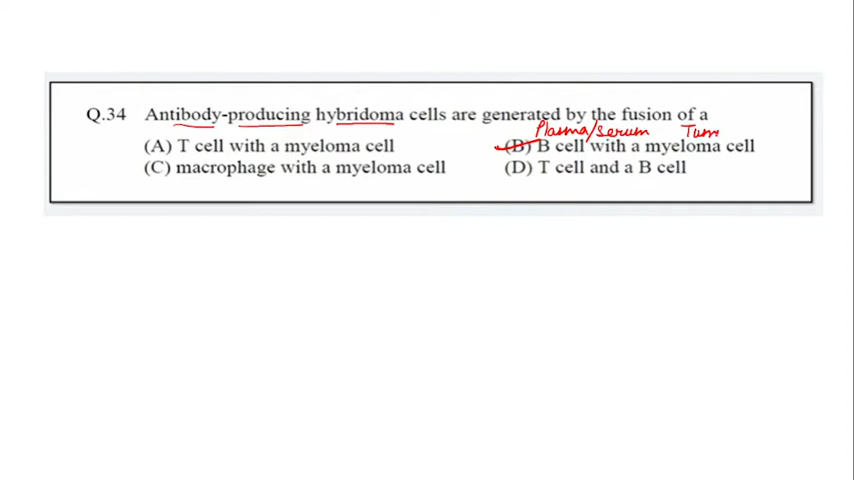 Q.34 Antibody-producing hybridoma cells are generated by the fusion of a
Plasma/serum Tum
(A) T cell with a myeloma cell (B) B cell with a myeloma cell
(C) macrophage with a myeloma cell (D) T cell and a B cell